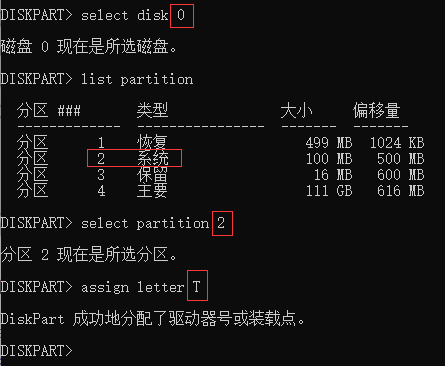 DISKPART> select disk 0
磁盘 0 现在是所选磁盘。
DISKPART> list partition
分区 ### 类型 大小 偏移量
------------- ---------------- ------- -------
分区 1 恢复 499 MB 1024 KB
分区 2 系统 100 MB 500 MB
分区 3 保留 16 MB 600 MB
分区 4 主要 111 GB 616 MB
DISKPART> select partition 2
分区 2 现在是所选分区。
DISKPART> assign letter T
DiskPart 成功地分配了驱动器号或装载点。
DISKPART>